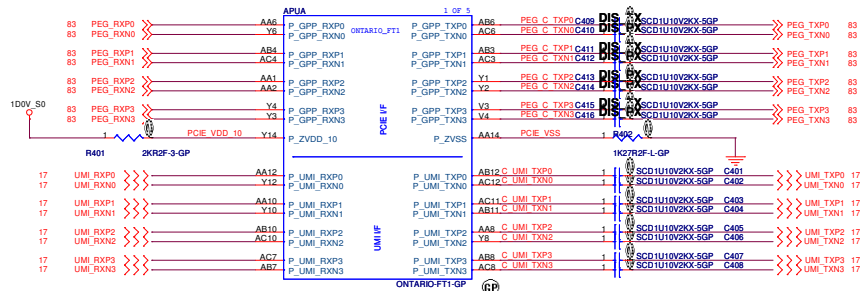 APUA 1 OF 5
ONTARIO_FT1
83 PEG_RXP0 AA6 P_GPP_RXP0 P_GPP_TXP0 AB6 PEG_C_TXP0 C409 DIS_PX SCD1U10V2KX-5GP PEG_TXP0 83
83 PEG_RXN0 Y6 P_GPP_RXN0 P_GPP_TXN0 AC6 PEG_C_TXN0 C410 PEG_TXN0 83
83 PEG_RXP1 AB4 P_GPP_RXP1 P_GPP_TXP1 AB3 PEG_C_TXP1 C411 DIS_PX SCD1U10V2KX-5GP PEG_TXP1 83
83 PEG_RXN1 AC4 P_GPP_RXN1 P_GPP_TXN1 AC3 PEG_C_TXN1 C412 SCD1U10V2KX-5GP PEG_TXN1 83
83 PEG_RXP2 AA1 P_GPP_RXP2 P_GPP_TXP2 Y1 PEG_C_TXP2 C413 DIS_PX SCD1U10V2KX-5GP PEG_TXP2 83
83 PEG_RXN2 AA2 P_GPP_RXN2 P_GPP_TXN2 Y2 PEG_C_TXN2 C414 SCD1U10V2KX-5GP PEG_TXN2 83
83 PEG_RXP3 Y4 P_GPP_RXP3 P_GPP_TXP3 V3 PEG_C_TXP3 C415 DIS_PX SCD1U10V2KX-5GP PEG_TXP3 83
83 PEG_RXN3 Y3 P_GPP_RXN3 P_GPP_TXN3 V4 PEG_C_TXN3 C416 SCD1U10V2KX-5GP PEG_TXN3 83
PCIE I/F
1D0V_S0
1 PCIE_VDD_10 Y14 P_ZVDD_10 P_ZVSS AA14 PCIE_VSS 1 R402
R401 2KR2F-3-GP 1K27R2F-L-GP
17 UMI_RXP0 AA12 P_UMI_RXP0 P_UMI_TXP0 AB12 C_UMI_TXP0 1 SCD1U10V2KX-5GP C401 UMI_TXP0 17
17 UMI_RXN0 Y12 P_UMI_RXN0 P_UMI_TXN0 AC12 C_UMI_TXN0 1 SCD1U10V2KX-5GP C402 UMI_TXN0 17
17 UMI_RXP1 AA10 P_UMI_RXP1 P_UMI_TXP1 AC11 C_UMI_TXP1 1 SCD1U10V2KX-5GP C403 UMI_TXP1 17
17 UMI_RXN1 Y10 P_UMI_RXN1 P_UMI_TXN1 AB11 C_UMI_TXN1 1 SCD1U10V2KX-5GP C404 UMI_TXN1 17
17 UMI_RXP2 AB10 P_UMI_RXP2 P_UMI_TXP2 AA8 C_UMI_TXP2 1 SCD1U10V2KX-5GP C405 UMI_TXP2 17
17 UMI_RXN2 AC10 P_UMI_RXN2 P_UMI_TXN2 Y8 C_UMI_TXN2 1 SCD1U10V2KX-5GP C406 UMI_TXN2 17
17 UMI_RXP3 AC7 P_UMI_RXP3 P_UMI_TXP3 AB8 C_UMI_TXP3 1 SCD1U10V2KX-5GP C407 UMI_TXP3 17
17 UMI_RXN3 AB7 P_UMI_RXN3 P_UMI_TXN3 AC8 C_UMI_TXN3 1 SCD1U10V2KX-5GP C408 UMI_TXN3 17
UMI I/F
ONTARIO-FT1-GP
GP